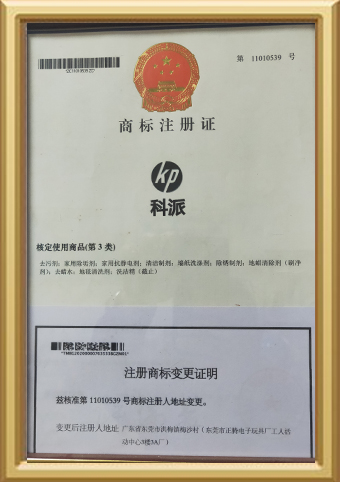 第 11010539 号
商标注册证
kp
科派
核定使用商品(第 3 类)
去污剂; 家用除垢剂; 家用抗静电剂; 清洁制剂; 墙纸洗涤剂; 除锈制剂; 地蜡清除剂 (刷净
剂); 去蜡水; 地毯清洗剂; 洗洁精 (截止)
注册商标变更证明
兹核准第 11010539 号商标注册人地址变更。
变更后注册人地址 广东省东莞市洪梅镇梅沙村 (东莞市正腾电子玩具厂工人活
动中心3楼3A厂)